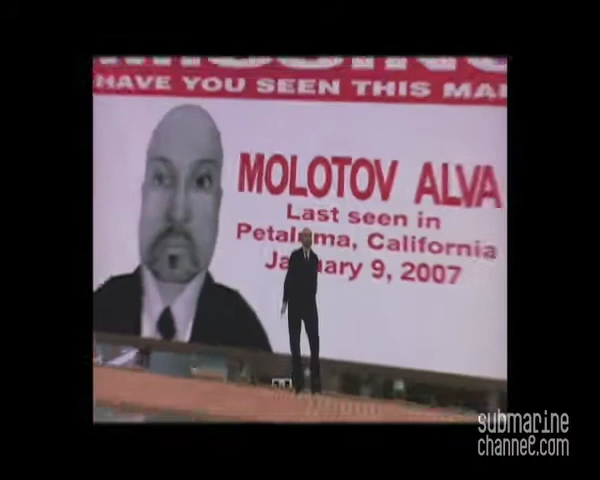 HAVE YOU SEEN THIS MA
MOLOTOV ALVA
Last seen in
Petaluma, California
January 9, 2007
submarine
channel.com